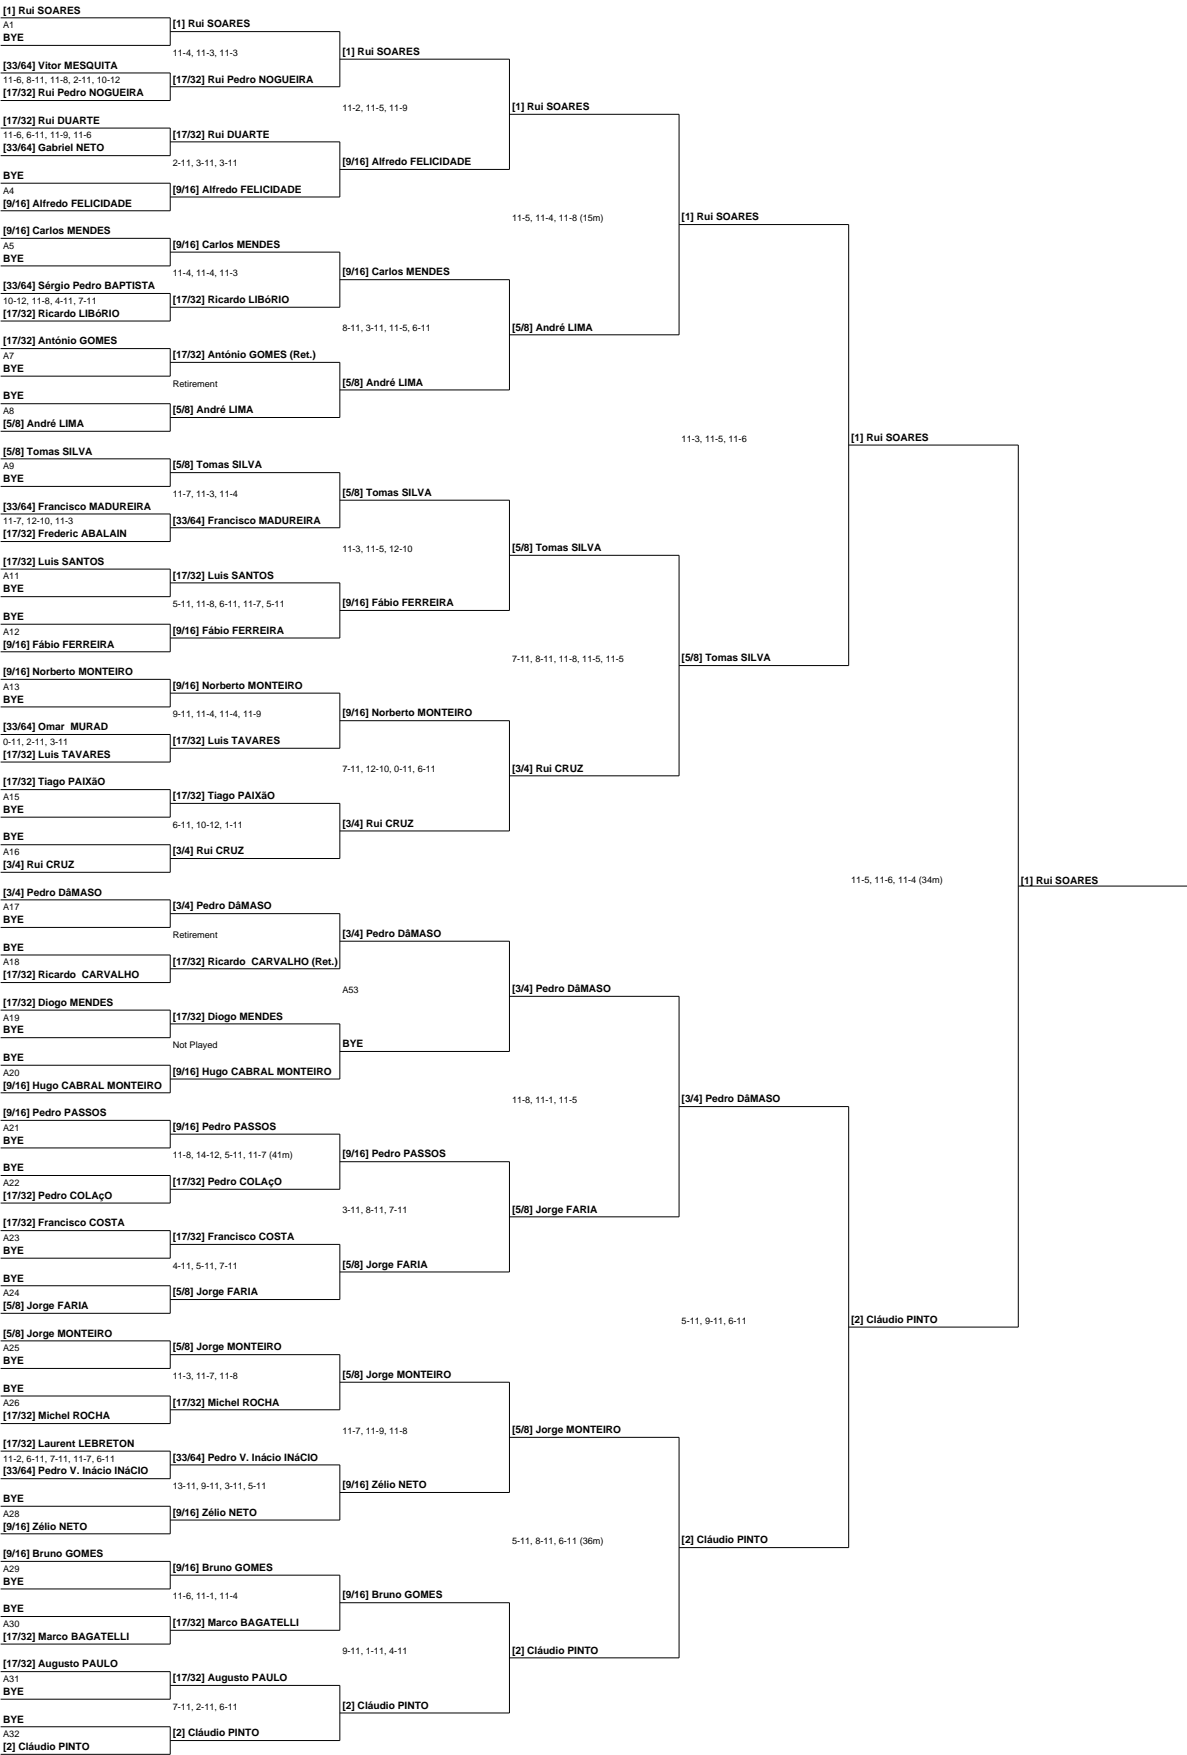 [1] Rui SOARES
A1
BYE
[1] Rui SOARES
11-4, 11-3, 11-3
[33/64] Vitor MESQUITA
11-6, 8-11, 11-8, 2-11, 10-12
[17/32] Rui Pedro NOGUEIRA
[17/32] Rui Pedro NOGUEIRA
[1] Rui SOARES
11-2, 11-5, 11-9
[17/32] Rui DUARTE
11-6, 6-11, 11-9, 11-6
[33/64] Gabriel NETO
[17/32] Rui DUARTE
2-11, 3-11, 3-11
BYE
A4
[9/16] Alfredo FELICIDADE
[9/16] Alfredo FELICIDADE
[9/16] Alfredo FELICIDADE
[1] Rui SOARES
11-5, 11-4, 11-8 (15m)
[9/16] Carlos MENDES
A5
BYE
[9/16] Carlos MENDES
11-4, 11-4, 11-3
[33/64] Sérgio Pedro BAPTISTA
10-12, 11-8, 4-11, 7-11
[17/32] Ricardo LIBóRIO
[17/32] Ricardo LIBóRIO
[9/16] Carlos MENDES
8-11, 3-11, 11-5, 6-11
[17/32] António GOMES
A7
BYE
[17/32] António GOMES (Ret.)
Retirement
BYE
A8
[5/8] André LIMA
[5/8] André LIMA
[5/8] André LIMA
[5/8] André LIMA
[1] Rui SOARES
11-3, 11-5, 11-6
[5/8] Tomas SILVA
A9
BYE
[5/8] Tomas SILVA
11-7, 11-3, 11-4
[33/64] Francisco MADUREIRA
11-7, 12-10, 11-3
[17/32] Frederic ABALAIN
[33/64] Francisco MADUREIRA
[5/8] Tomas SILVA
11-3, 11-5, 12-10
[17/32] Luis SANTOS
A11
BYE
[17/32] Luis SANTOS
5-11, 11-8, 6-11, 11-7, 5-11
BYE
A12
[9/16] Fábio FERREIRA
[9/16] Fábio FERREIRA
[9/16] Fábio FERREIRA
[5/8] Tomas SILVA
7-11, 8-11, 11-8, 11-5, 11-5
[9/16] Norberto MONTEIRO
A13
BYE
[9/16] Norberto MONTEIRO
9-11, 11-4, 11-4, 11-9
[33/64] Omar  MURAD
0-11, 2-11, 3-11
[17/32] Luis TAVARES
[17/32] Luis TAVARES
[9/16] Norberto MONTEIRO
7-11, 12-10, 0-11, 6-11
[17/32] Tiago PAIXãO
A15
BYE
[17/32] Tiago PAIXãO
6-11, 10-12, 1-11
BYE
A16
[3/4] Rui CRUZ
[3/4] Rui CRUZ
[3/4] Rui CRUZ
[3/4] Rui CRUZ
[5/8] Tomas SILVA
[1] Rui SOARES
11-5, 11-6, 11-4 (34m)
[1] Rui SOARES
[3/4] Pedro DâMASO
A17
BYE
[3/4] Pedro DâMASO
Retirement
BYE
A18
[17/32] Ricardo  CARVALHO
[17/32] Ricardo  CARVALHO (Ret.)
[3/4] Pedro DâMASO
A53
[17/32] Diogo MENDES
A19
BYE
[17/32] Diogo MENDES
Not Played
BYE
A20
[9/16] Hugo CABRAL MONTEIRO
[9/16] Hugo CABRAL MONTEIRO
BYE
[3/4] Pedro DâMASO
11-8, 11-1, 11-5
[9/16] Pedro PASSOS
A21
BYE
[9/16] Pedro PASSOS
11-8, 14-12, 5-11, 11-7 (41m)
BYE
A22
[17/32] Pedro COLAçO
[17/32] Pedro COLAçO
[9/16] Pedro PASSOS
3-11, 8-11, 7-11
[17/32] Francisco COSTA
A23
BYE
[17/32] Francisco COSTA
4-11, 5-11, 7-11
BYE
A24
[5/8] Jorge FARIA
[5/8] Jorge FARIA
[5/8] Jorge FARIA
[5/8] Jorge FARIA
[3/4] Pedro DâMASO
5-11, 9-11, 6-11
[5/8] Jorge MONTEIRO
A25
BYE
[5/8] Jorge MONTEIRO
11-3, 11-7, 11-8
BYE
A26
[17/32] Michel ROCHA
[17/32] Michel ROCHA
[5/8] Jorge MONTEIRO
11-7, 11-9, 11-8
[17/32] Laurent LEBRETON
11-2, 6-11, 7-11, 11-7, 6-11
[33/64] Pedro V. Inácio INáCIO
[33/64] Pedro V. Inácio INáCIO
13-11, 9-11, 3-11, 5-11
BYE
A28
[9/16] Zélio NETO
[9/16] Zélio NETO
[9/16] Zélio NETO
[5/8] Jorge MONTEIRO
5-11, 8-11, 6-11 (36m)
[9/16] Bruno GOMES
A29
BYE
[9/16] Bruno GOMES
11-6, 11-1, 11-4
BYE
A30
[17/32] Marco BAGATELLI
[17/32] Marco BAGATELLI
[9/16] Bruno GOMES
9-11, 1-11, 4-11
[17/32] Augusto PAULO
A31
BYE
[17/32] Augusto PAULO
7-11, 2-11, 6-11
BYE
A32
[2] Cláudio PINTO
[2] Cláudio PINTO
[2] Cláudio PINTO
[2] Cláudio PINTO
[2] Cláudio PINTO
[2] Cláudio PINTO